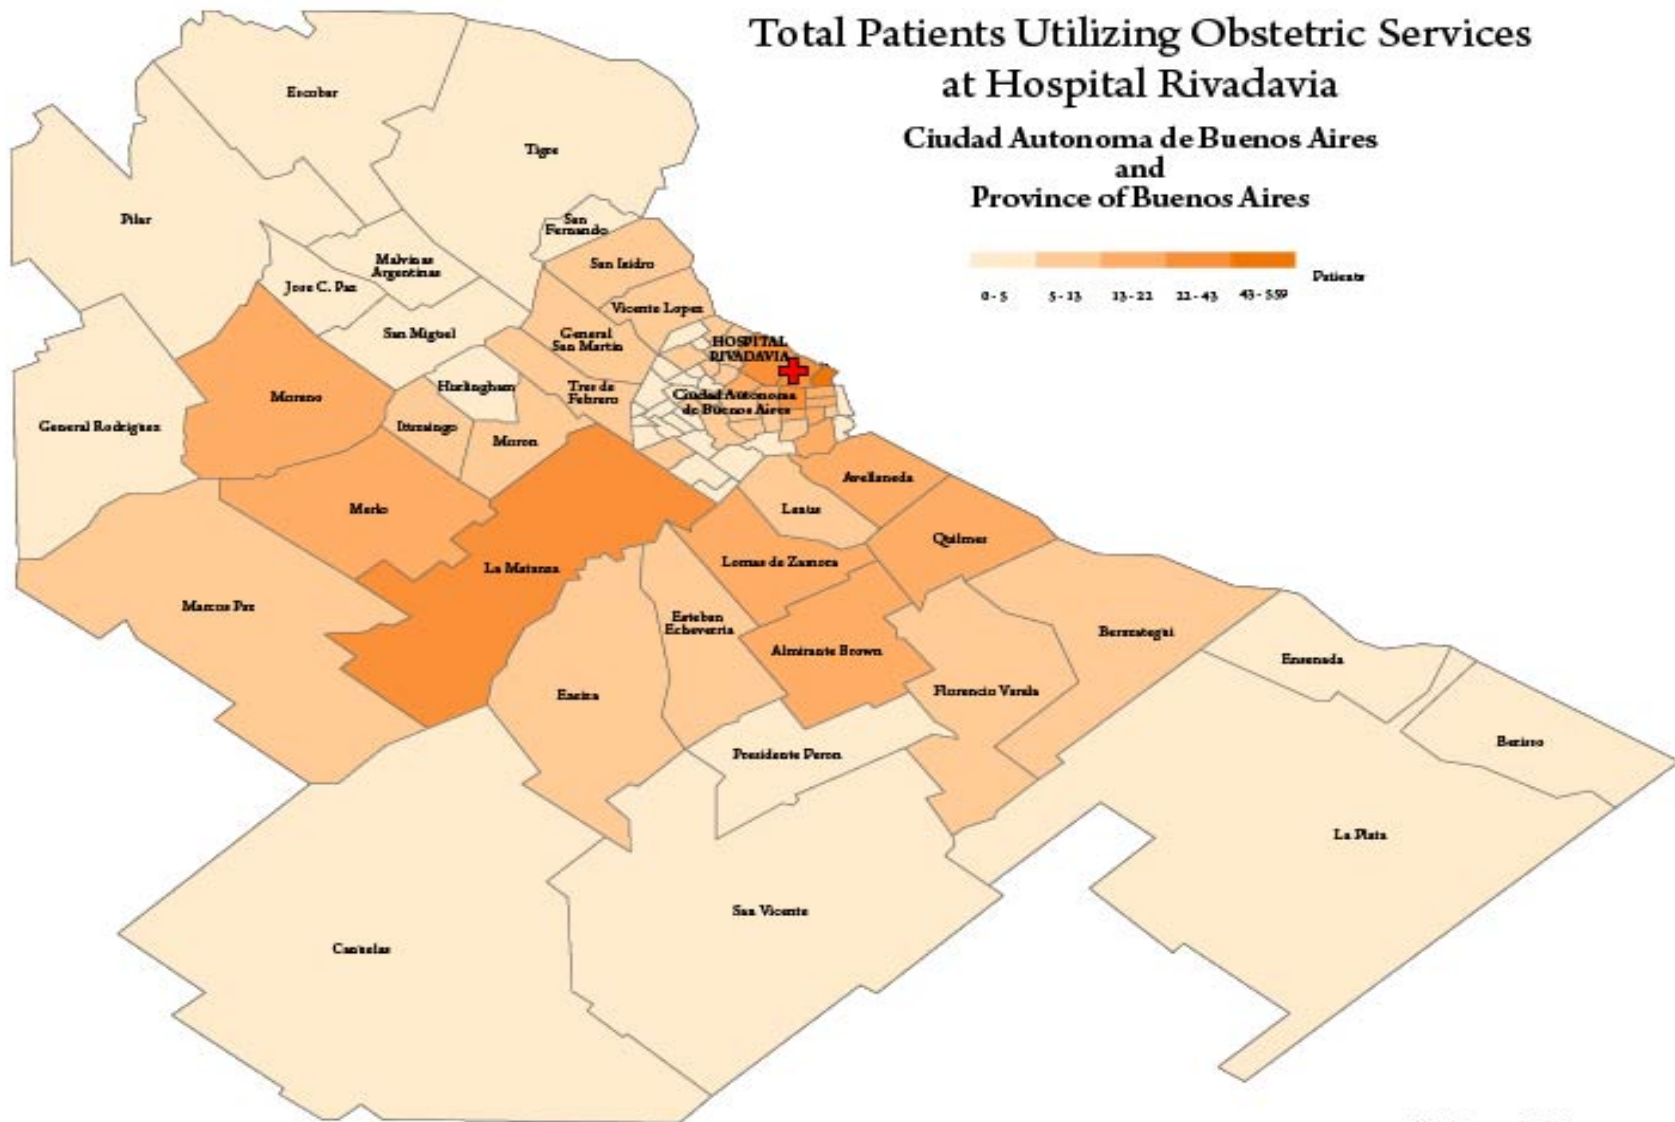 Total Patients Utilizing Obstetric Services
at Hospital Rivadavia
Ciudad Autonoma de Buenos Aires
and
Province of Buenos Aires
Patients
0 - 5
5 - 13
13 - 22
22 - 43
43 - 559
Escobar
Tigre
Pilar
San
Fernando
San Isidro
Malvinas
Argentinas
Jose C. Paz
Vicente Lopez
San Miguel
General
San Martin
HOSPITAL
RIVADAVIA
Hurlingham
Tres de
Febrero
Ciudad Autonoma
de Buenos Aires
Moreno
General Rodriguez
Ituzaingo
Moron
Avellaneda
Merlo
Lanus
Quilmes
La Matanza
Lomas de Zamora
Marcos Paz
Esteban
Echeverria
Almirante Brown
Berazategui
Ensenada
Ezeiza
Florencio Varela
Presidente Peron
Berisso
La Plata
San Vicente
Canuelas